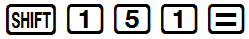 SHIFT 1 5 1 =